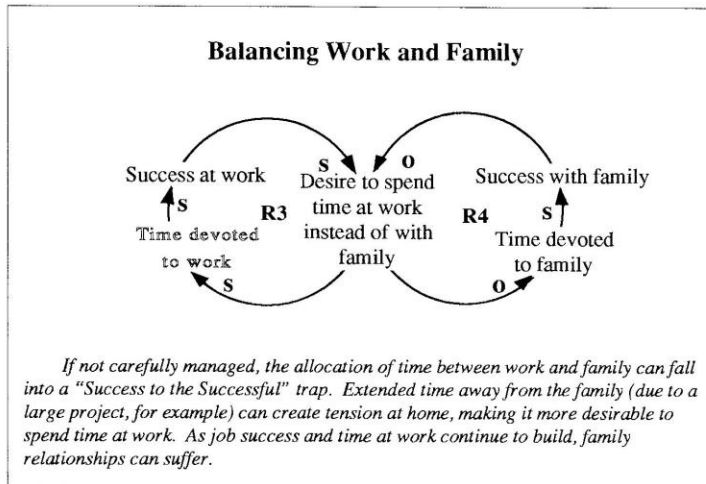 Balancing Work and Family
S
O
Success at work
Desire to spend
time at work
instead of with
family
Success with family
S
R3
R4
S
Time devoted
to work
Time devoted
to family
S
O
If not carefully managed, the allocation of time between work and family can fall
into a “Success to the Successful” trap. Extended time away from the family (due to a
large project, for example) can create tension at home, making it more desirable to
spend time at work. As job success and time at work continue to build, family
relationships can suffer.